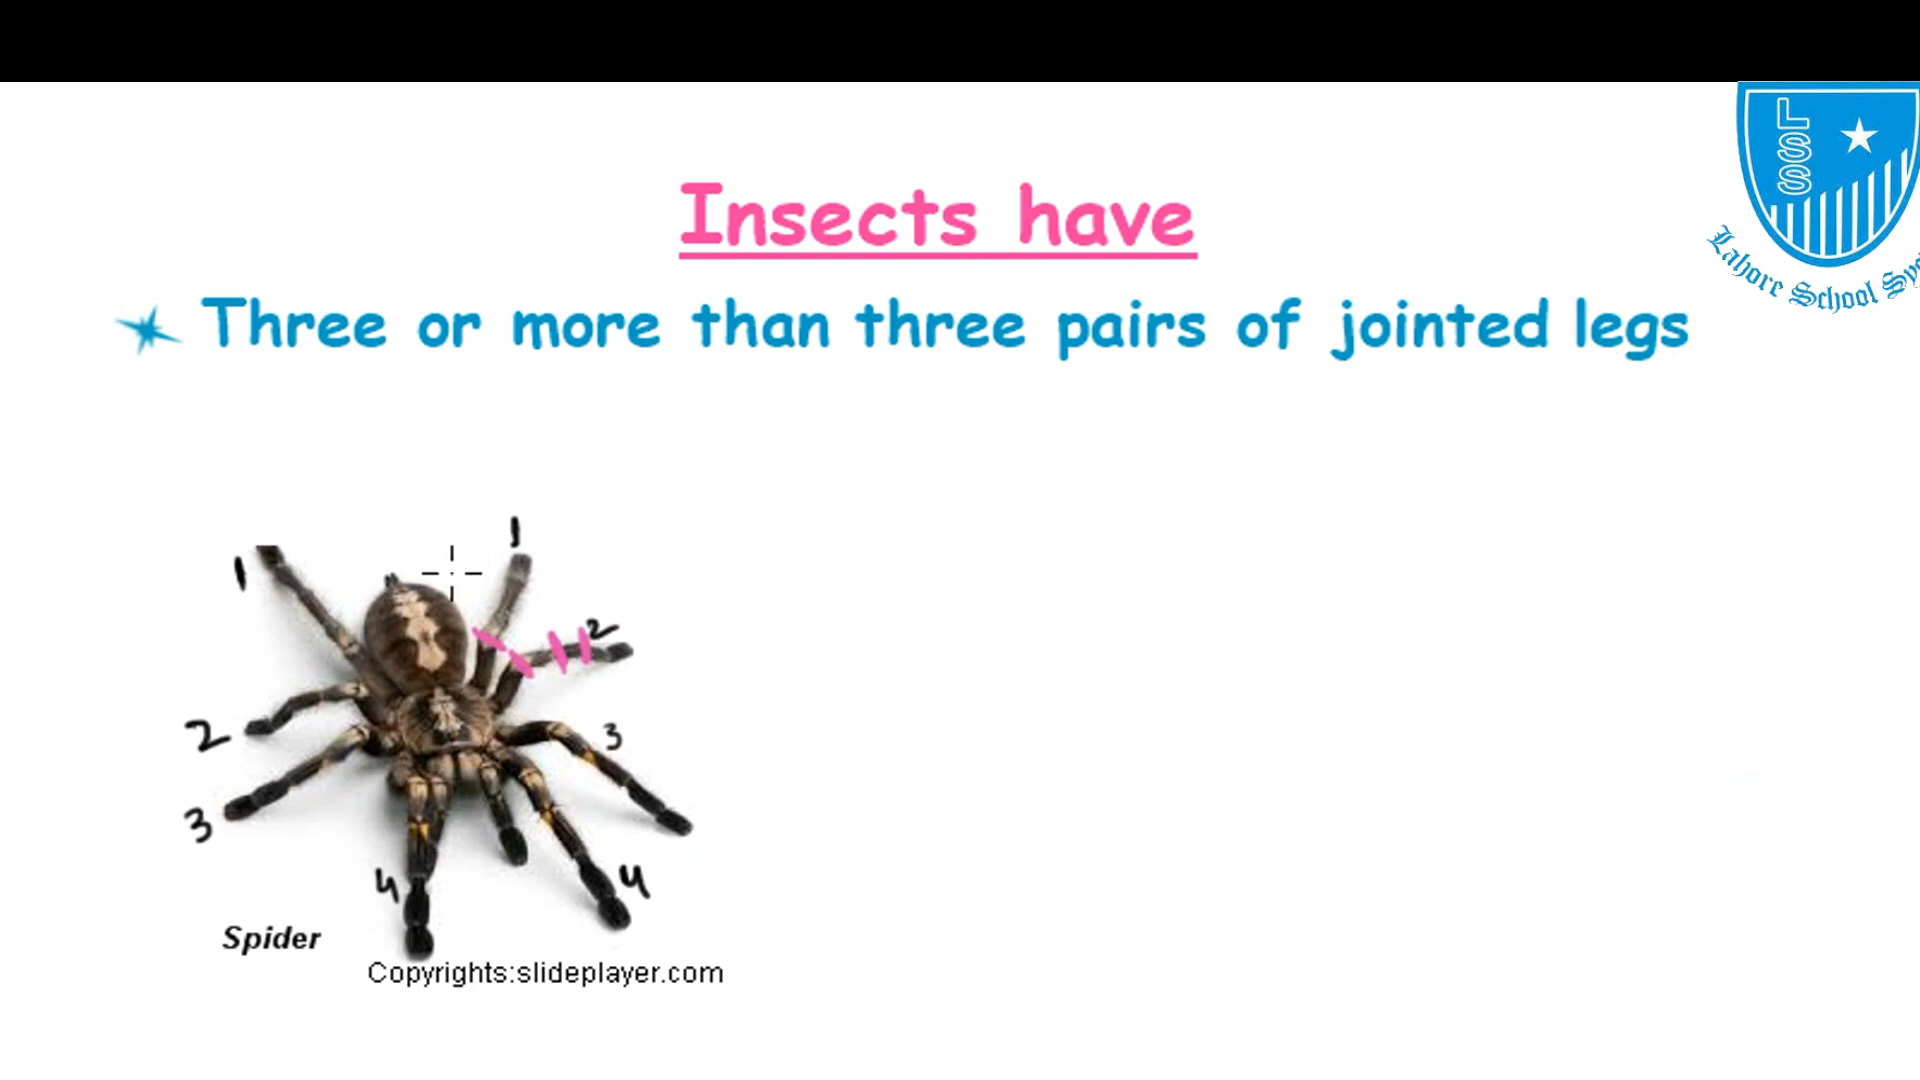 LSS
Lahore School Sys
Insects have
Three or more than three pairs of jointed legs
1
1
2
2
3
3
4
4
Spider
Copyrights:slideplayer.com